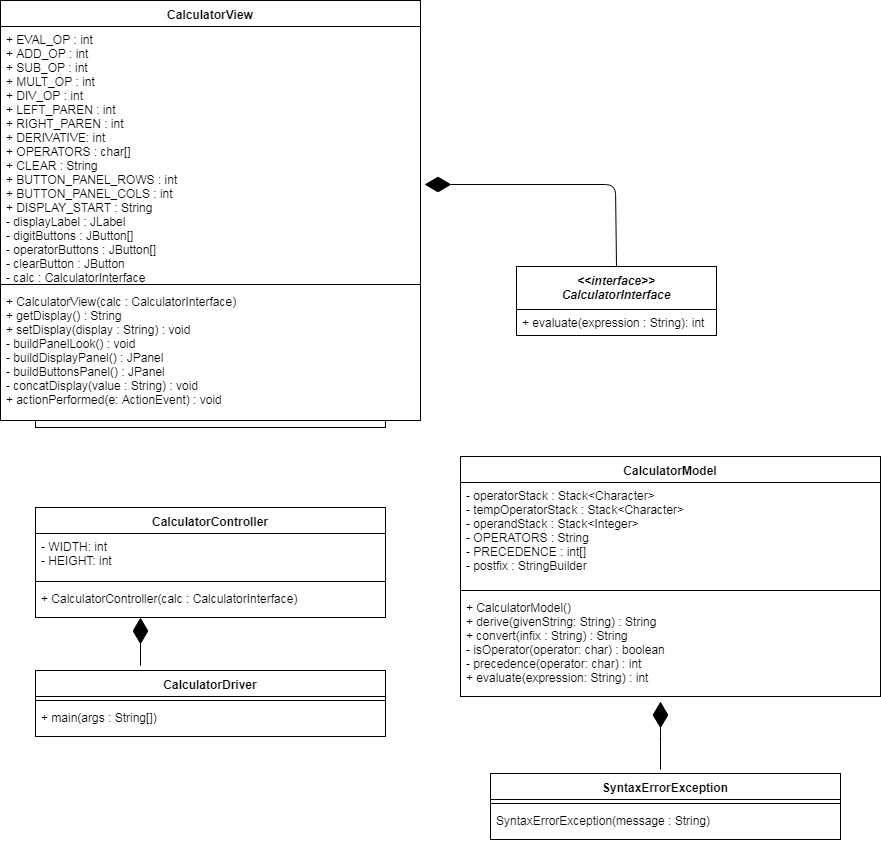 CalculatorView
+ EVAL_OP : int
+ ADD_OP : int
+ SUB_OP : int
+ MULT_OP : int
+ DIV_OP : int
+ LEFT_PAREN : int
+ RIGHT_PAREN : int
+ DERIVATIVE: int
+ OPERATORS : char[]
+ CLEAR : String
+ BUTTON_PANEL_ROWS : int
+ BUTTON_PANEL_COLS : int
+ DISPLAY_START : String
- displayLabel : JLabel
- digitButtons : JButton[]
- operatorButtons : JButton[]
- clearButton : JButton
- calc : CalculatorInterface
+ CalculatorView(calc : CalculatorInterface)
+ getDisplay() : String
+ setDisplay(display : String) : void
- buildPanelLook() : void
- buildDisplayPanel() : JPanel
- buildButtonsPanel() : JPanel
- concatDisplay(value : String) : void
+ actionPerformed(e: ActionEvent) : void
<<interface>>
CalculatorInterface
+ evaluate(expression : String): int
CalculatorController
- WIDTH: int
- HEIGHT: int
+ CalculatorController(calc : CalculatorInterface)
CalculatorDriver
+ main(args : String[])
CalculatorModel
- operatorStack : Stack<Character>
- tempOperatorStack : Stack<Character>
- operandStack : Stack<Integer>
- OPERATORS : String
- PRECEDENCE : int[]
- postfix : StringBuilder
+ CalculatorModel()
+ derive(givenString: String) : String
+ convert(infix : String) : String
- isOperator(operator: char) : boolean
- precedence(operator: char) : int
+ evaluate(expression: String) : int
SyntaxErrorException
SyntaxErrorException(message : String)